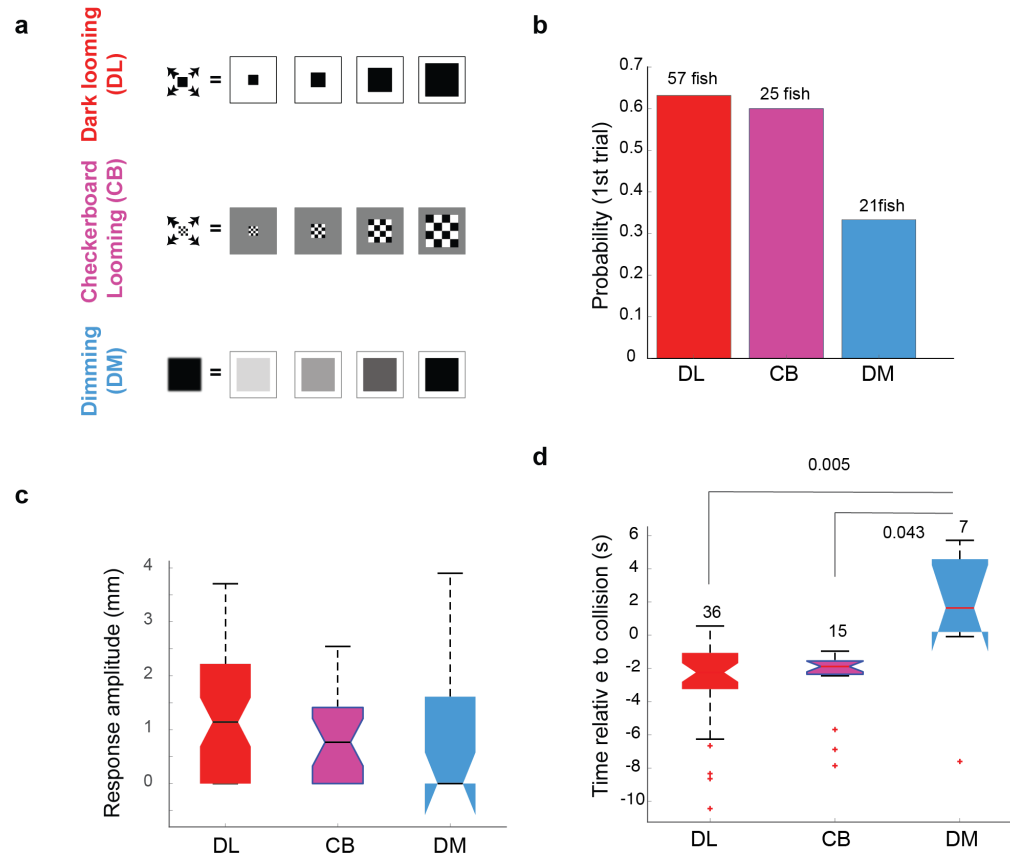 a
Dark looming
(DL)
=
Checkerboard
Looming (CB)
=
Dimming
(DM)
=
b
Probability (1st trial)
0.7
0.6
0.5
0.4
0.3
0.2
0.1
0
57 fish
25 fish
21fish
DL
CB
DM
c
Response amplitude (mm)
4
3
2
1
0
DL
CB
DM
d
0.005
0.043
Time relative e to collision (s)
6
4
2
0
-2
-4
-6
-8
-10
36
15
7
DL
CB
DM